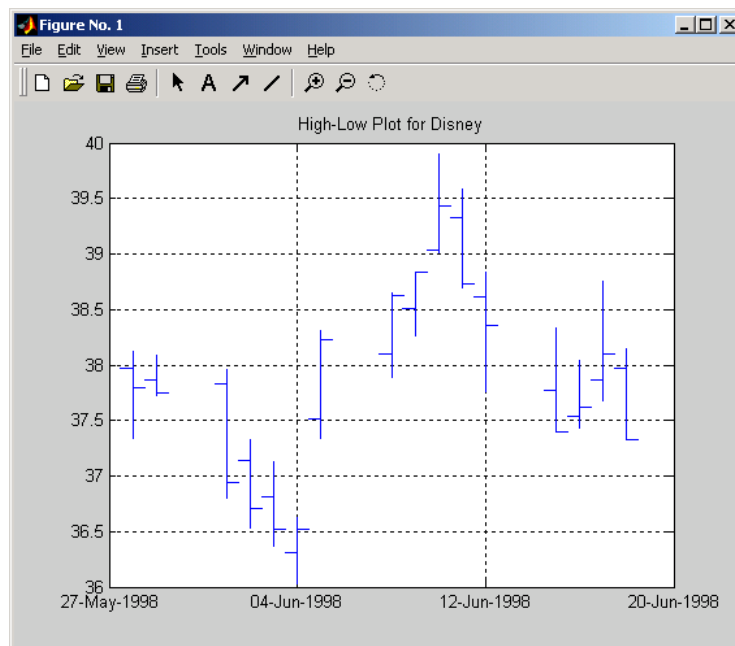 Figure No. 1
File Edit View Insert Tools Window Help
A
High-Low Plot for Disney
40
39.5
39
38.5
38
37.5
37
36.5
36
27-May-1998 04-Jun-1998 12-Jun-1998 20-Jun-1998